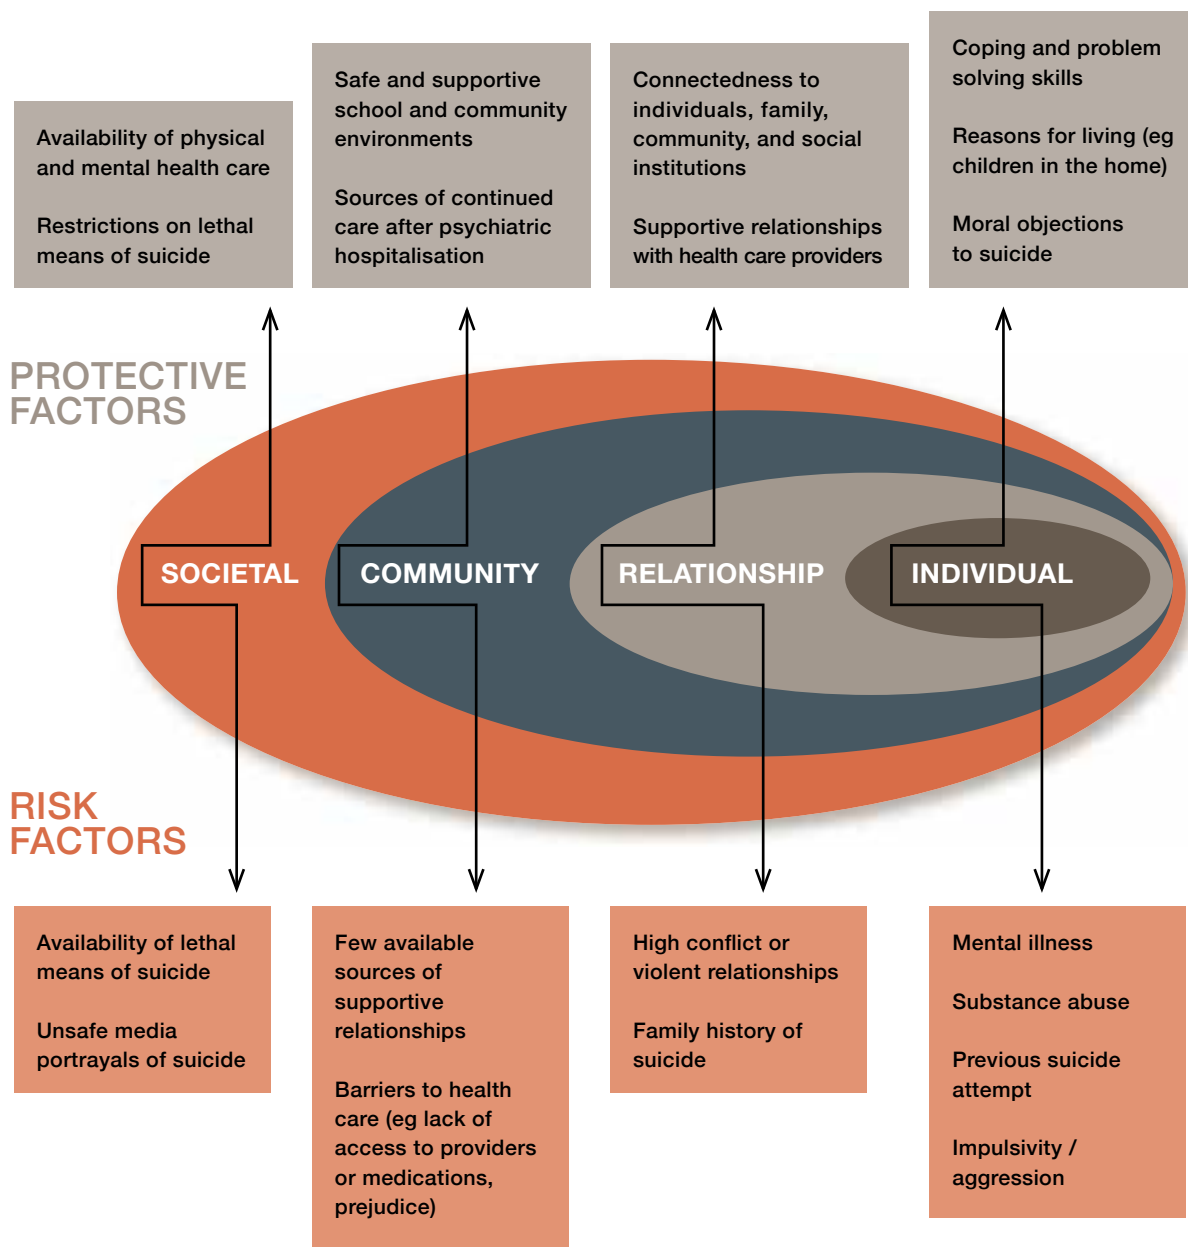 Availability of physical
and mental health care
Restrictions on lethal
means of suicide
Safe and supportive
school and community
environments
Sources of continued
care after psychiatric
hospitalisation
Connectedness to
individuals, family,
community, and social
institutions
Supportive relationships
with health care providers
Coping and problem
solving skills
Reasons for living (eg
children in the home)
Moral objections
to suicide
PROTECTIVE
FACTORS
SOCIETAL
COMMUNITY
RELATIONSHIP
INDIVIDUAL
RISK
FACTORS
Availability of lethal
means of suicide
Unsafe media
portrayals of suicide
Few available
sources of
supportive
relationships
Barriers to health
care (eg lack of
access to providers
or medications,
prejudice)
High conflict or
violent relationships
Family history of
suicide
Mental illness
Substance abuse
Previous suicide
attempt
Impulsivity /
aggression